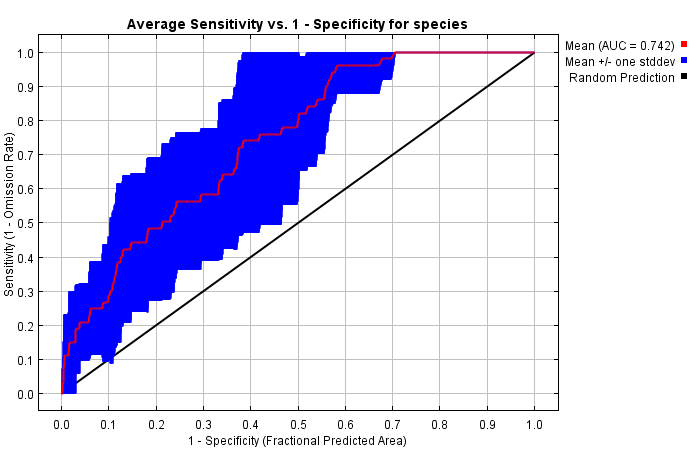 Average Sensitivity vs. 1 - Specificity for species
Mean (AUC = 0.742)
Mean +/- one stddev
Random Prediction
Sensitivity (1 - Omission Rate)
1.0
0.9
0.8
0.7
0.6
0.5
0.4
0.3
0.2
0.1
0.0
0.0 0.1 0.2 0.3 0.4 0.5 0.6 0.7 0.8 0.9 1.0
1 - Specificity (Fractional Predicted Area)